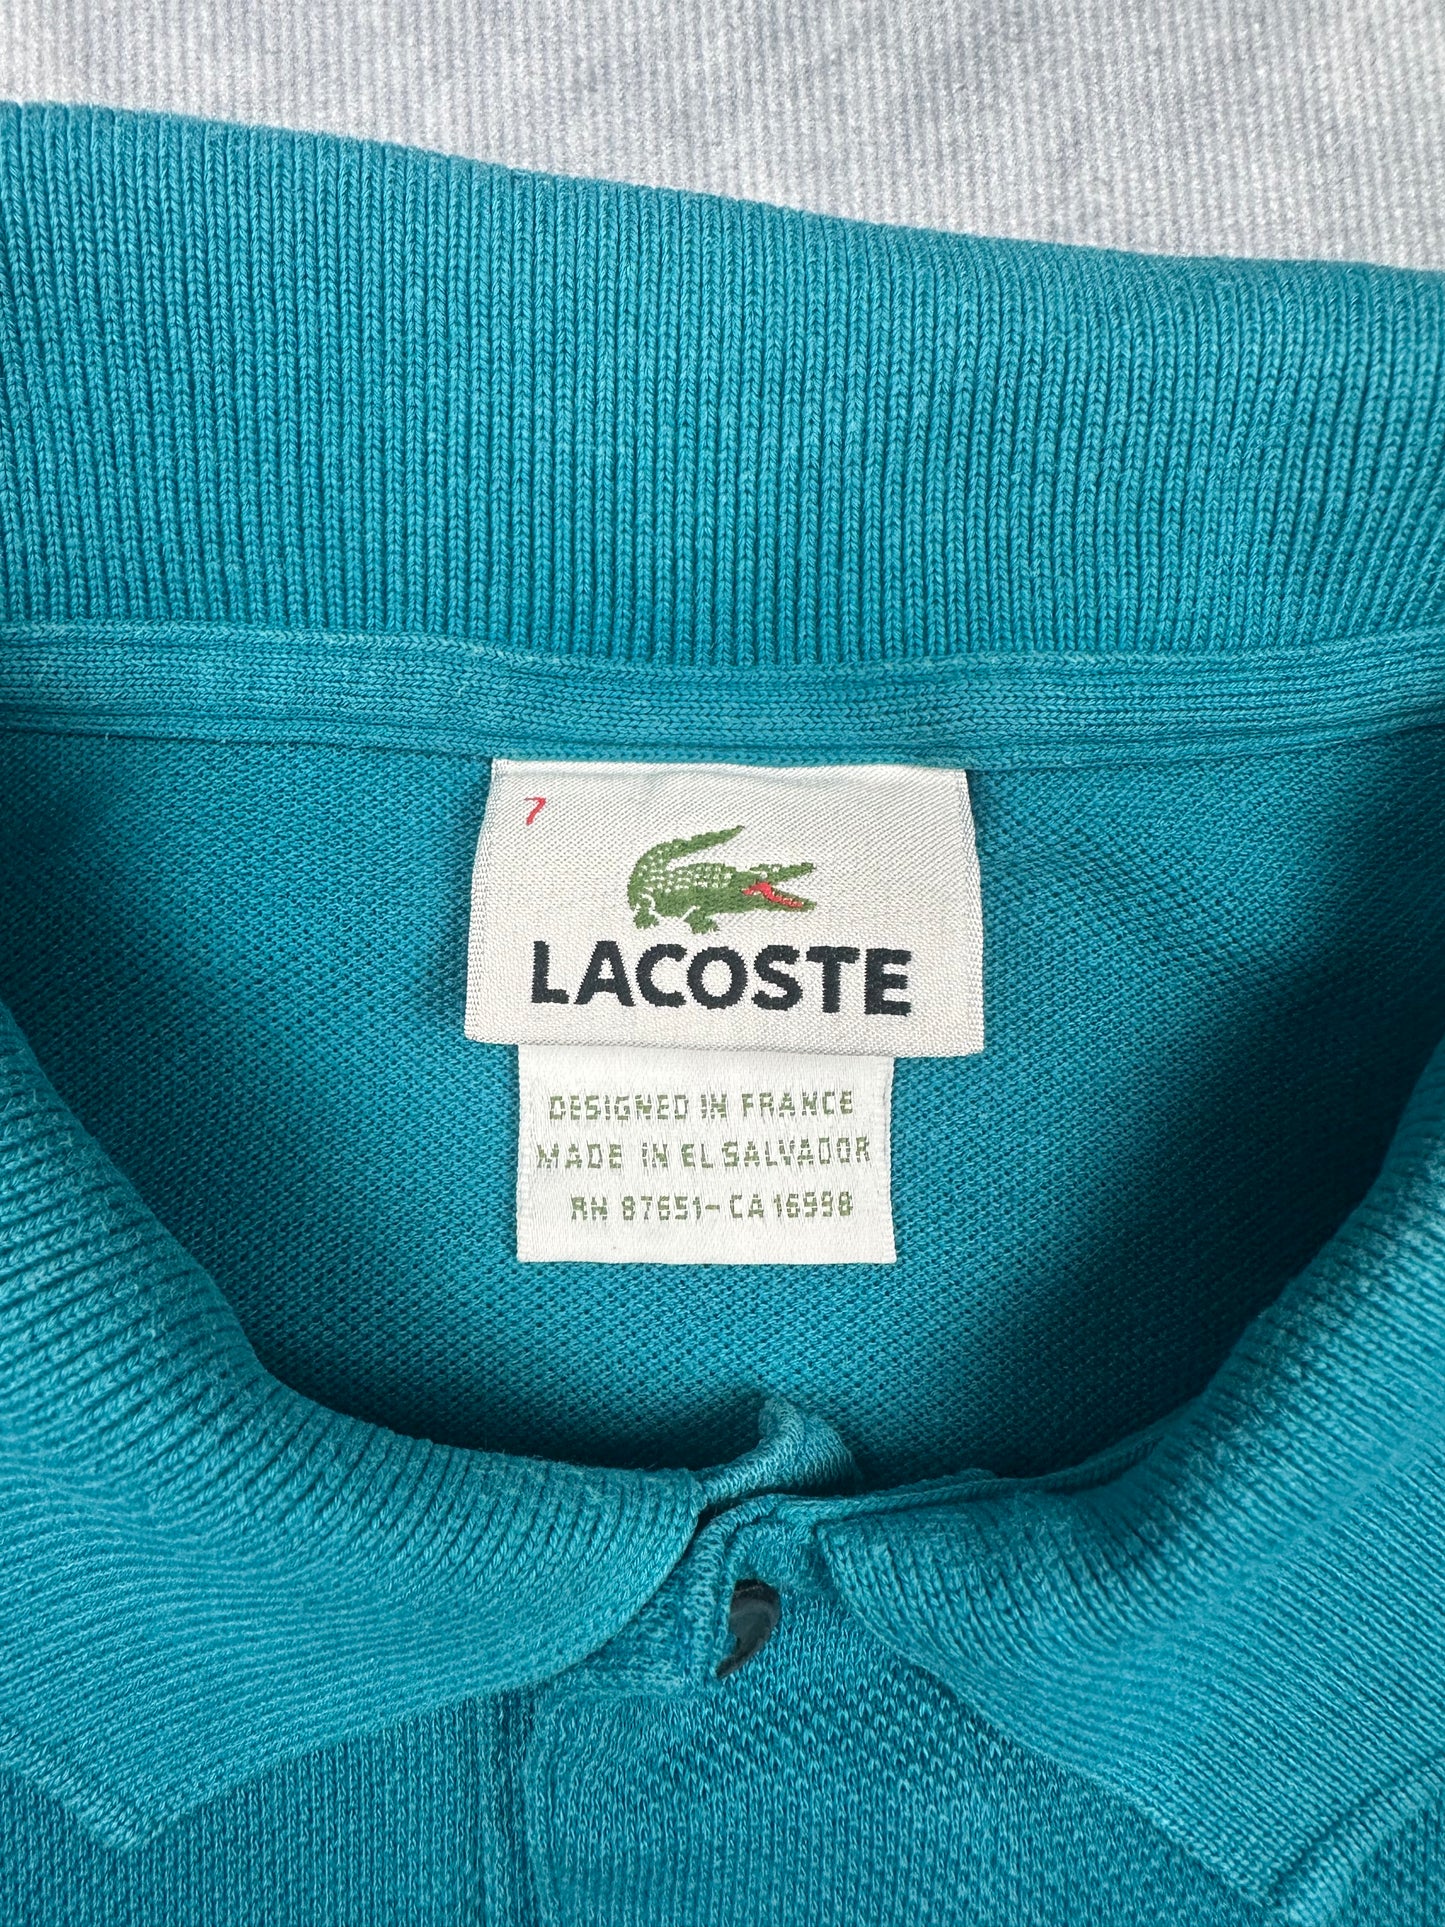 7
LACOSTE
DESIGNED IN FRANCE
MADE IN EL SALVADOR
RN 87651-CA 16998